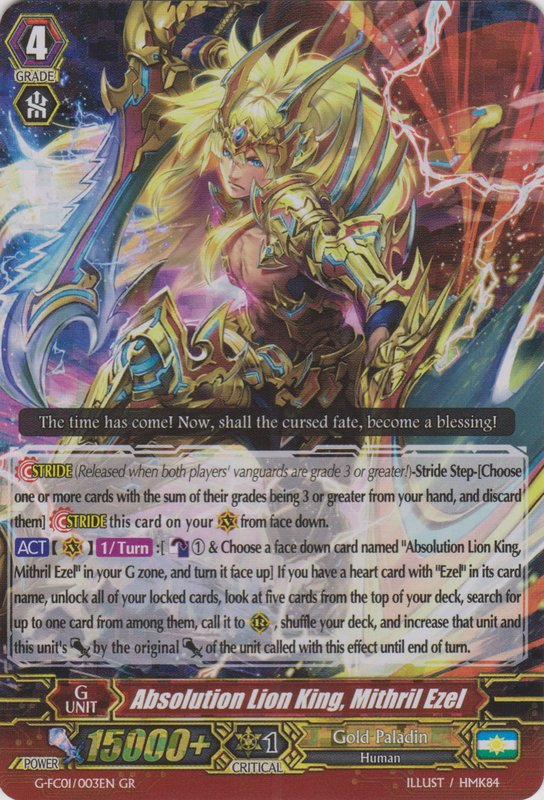 4
GRADE
The time has come! Now, shall the cursed fate, become a blessing!
STRIDE (Released when both players' vanguards are grade 3 or greater!)-Stride Step-[Choose
one or more cards with the sum of their grades being 3 or greater from your hand, and discard
them] STRIDE this card on your (V) from face down.
ACT [ (V) ] 1/Turn :[ ① & Choose a face down card named "Absolution Lion King,
Mithril Ezel" in your G zone, and turn it face up] If you have a heart card with "Ezel" in its card
name, unlock all of your locked cards, look at five cards from the top of your deck, search for
up to one card from among them, call it to (R) , shuffle your deck, and increase that unit and
this unit's by the original of the unit called with this effect until end of turn.
G
UNIT
Absolution Lion King, Mithril Ezel
POWER
15000+
1
CRITICAL
Gold Paladin
Human
G-FC01/003EN GR
ILLUST / HMK84